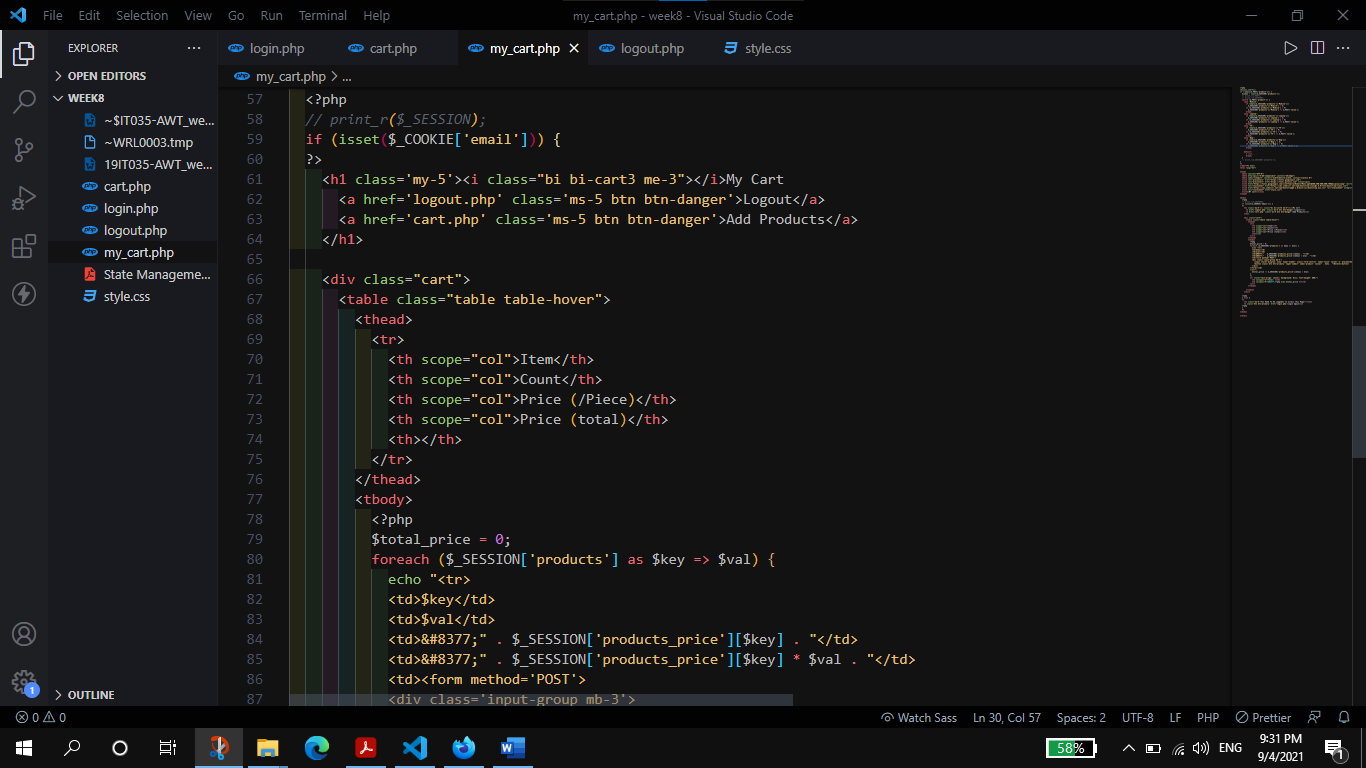 File Edit Selection View Go Run Terminal Help my_cart.php - week8 - Visual Studio Code
EXPLORER ...
login.php cart.php my_cart.php logout.php style.css
my_cart.php > ...
OPEN EDITORS
WEEK8
~$IT035-AWT_we...
~WRL0003.tmp
19IT035-AWT_we...
cart.php
login.php
logout.php
my_cart.php
State Manageme...
style.css
OUTLINE
57 <?php
58 // print_r($_SESSION);
59 if (isset($_COOKIE['email'])) {
60 ?>
61 <h1 class='my-5'><i class="bi bi-cart3 me-3"></i>My Cart
62 <a href='logout.php' class='ms-5 btn btn-danger'>Logout</a>
63 <a href='cart.php' class='ms-5 btn btn-danger'>Add Products</a>
64 </h1>
65
66 <div class="cart">
67 <table class="table table-hover">
68 <thead>
69 <tr>
70 <th scope="col">Item</th>
71 <th scope="col">Count</th>
72 <th scope="col">Price (/Piece)</th>
73 <th scope="col">Price (total)</th>
74 <th></th>
75 </tr>
76 </thead>
77 <tbody>
78 <?php
79 $total_price = 0;
80 foreach ($_SESSION['products'] as $key => $val) {
81 echo "<tr>
82 <td>$key</td>
83 <td>$val</td>
84 <td>&#8377;" . $_SESSION['products_price'][$key] . "</td>
85 <td>&#8377;" . $_SESSION['products_price'][$key] * $val . "</td>
86 <td><form method='POST'>
87 <div class='input-group mb-3'>
1
0 0 Watch Sass Ln 30, Col 57 Spaces: 2 UTF-8 LF PHP Prettier
58% ENG 9:31 PM
9/4/2021
1